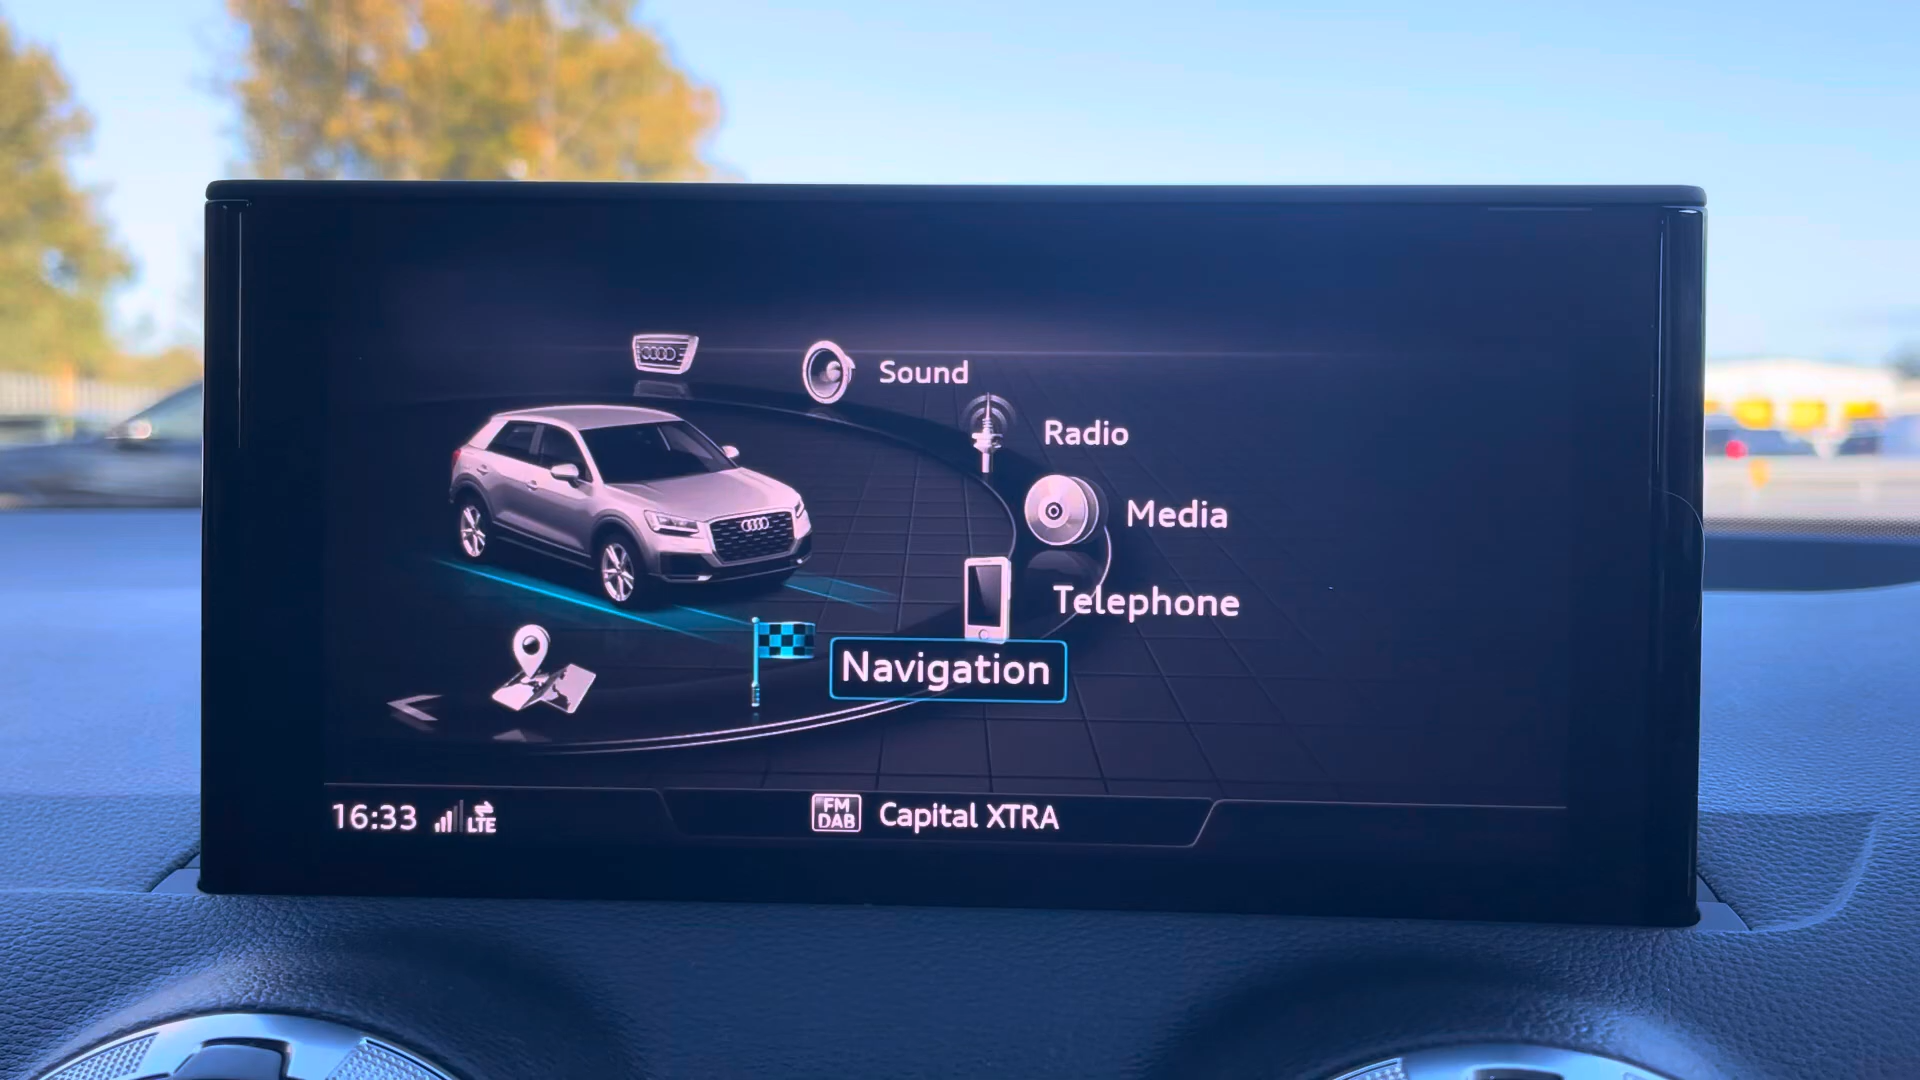 Sound
Radio
Media
Telephone
Navigation
16:33 LTE
FM
DAB
Capital XTRA